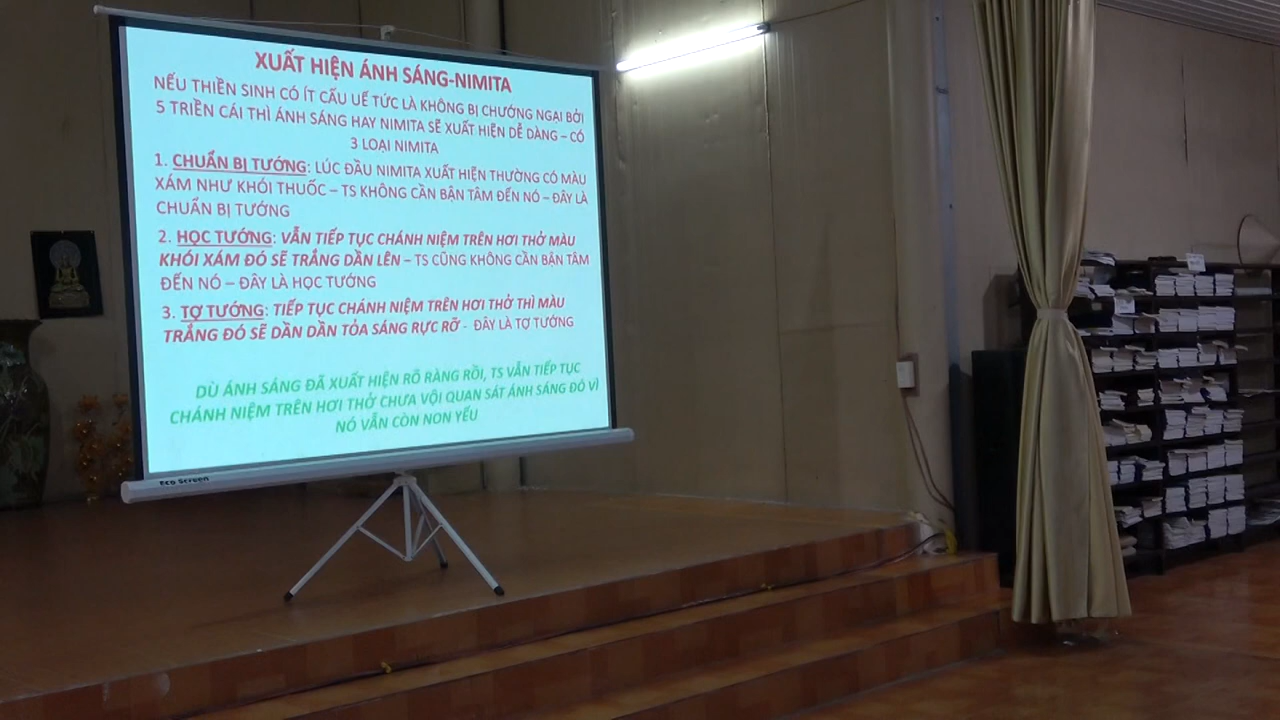 XUẤT HIỆN ÁNH SÁNG-NIMITA
NẾU THIỀN SINH CÓ ÍT CẤU UẾ TỨC LÀ KHÔNG BỊ CHƯỚNG NGẠI BỞI
5 TRIỀN CÁI THÌ ÁNH SÁNG HAY NIMITA SẼ XUẤT HIỆN DỄ DÀNG – CÓ
3 LOẠI NIMITA
1. CHUẨN BỊ TƯỚNG: LÚC ĐẦU NIMITA XUẤT HIỆN THƯỜNG CÓ MÀU
XÁM NHƯ KHÓI THUỐC – TS KHÔNG CẦN BẬN TÂM ĐẾN NÓ – ĐÂY LÀ
CHUẨN BỊ TƯỚNG
2. HỌC TƯỚNG: VẪN TIẾP TỤC CHÁNH NIỆM TRÊN HƠI THỞ MÀU
KHÓI XÁM ĐÓ SẼ TRẮNG DẦN LÊN – TS CŨNG KHÔNG CẦN BẬN TÂM
ĐẾN NÓ – ĐÂY LÀ HỌC TƯỚNG
3. TỢ TƯỚNG: TIẾP TỤC CHÁNH NIỆM TRÊN HƠI THỞ THÌ MÀU
TRẮNG ĐÓ SẼ DẦN DẦN TỎA SÁNG RỰC RỠ - ĐÂY LÀ TỢ TƯỚNG
DÙ ÁNH SÁNG ĐÃ XUẤT HIỆN RÕ RÀNG RỒI, TS VẪN TIẾP TỤC
CHÁNH NIỆM TRÊN HƠI THỞ CHƯA VỘI QUAN SÁT ÁNH SÁNG ĐÓ VÌ
NÓ VẪN CÒN NON YẾU
Eco Screen